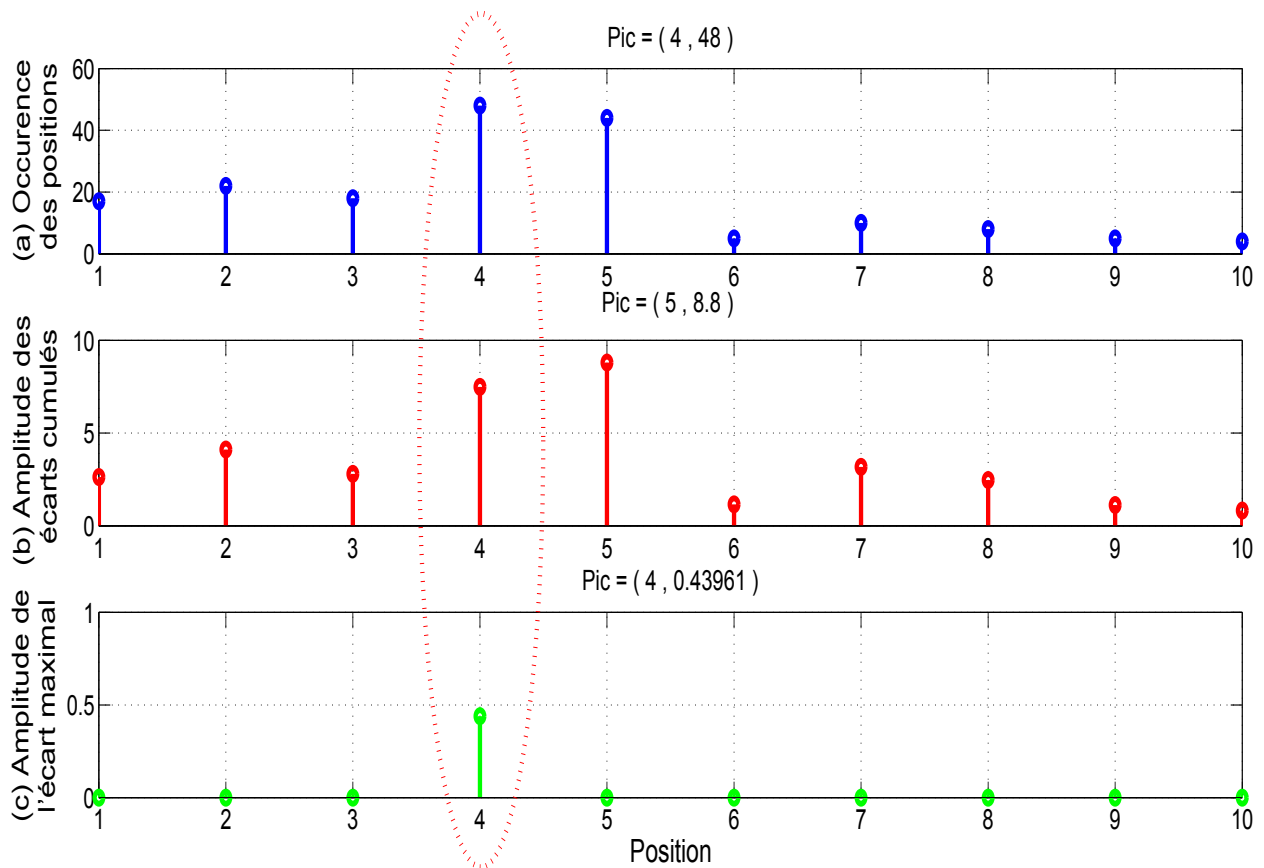 Pic = ( 4 , 48 )
(a) Occurence
des positions
60
40
20
0
1 2 3 4 5 6 7 8 9 10
Pic = ( 5 , 8.8 )
(b) Amplitude des
écarts cumulés
10
5
0
1 2 3 4 5 6 7 8 9 10
Pic = ( 4 , 0.43961 )
(c) Amplitude de
l'écart maximal
1
0.5
0
1 2 3 4 5 6 7 8 9 10
Position